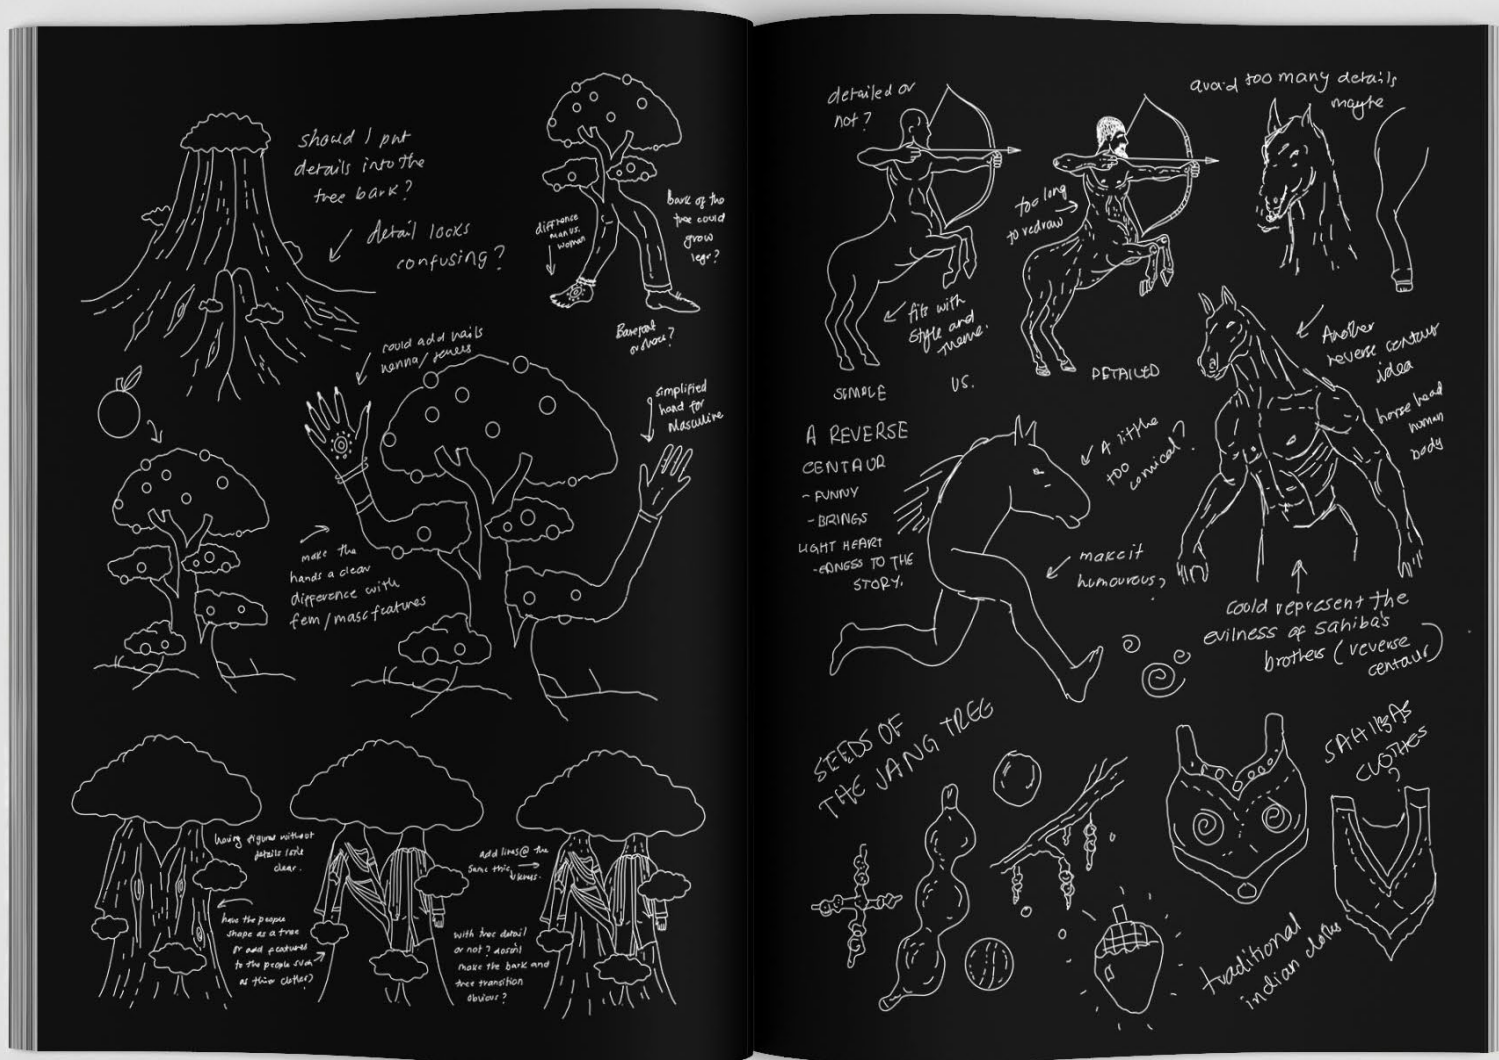 should I put
details into the
tree bark?
detail looks
confusing?
difference
man vs.
woman
bark of the
tree could
grow
legs?
Barefoot
or shoes?
could add nails
henna/jewels
simplified
hand for
Masculine
make the
hands a clear
difference with
fem/masc features
having figures without
details look
clear.
have the people
shape as a tree
or add features
to the people such
as thier clothes?
add lines @ the
same thickness.
with tree detail
or not? doesn't
make the bark and
tree transition
obvious?
detailed or
not?
too long
to redraw
avoid too many details
maybe
fits with
style and
theme.
SIMPLE
VS.
DETAILED
Another
reverse centaur
idea
horse head
human
body
A REVERSE
CENTAUR
- FUNNY
- BRINGS
LIGHT HEART
-EDNESS TO THE
STORY.
A little
too comical?
make it
humourous?
could represent the
evilness of Sahiba's
brothers (reverse
centaur)
SEEDS OF
THE JANG TREE
SAHIBAS
CLOTHES
?
traditional
indian clothes